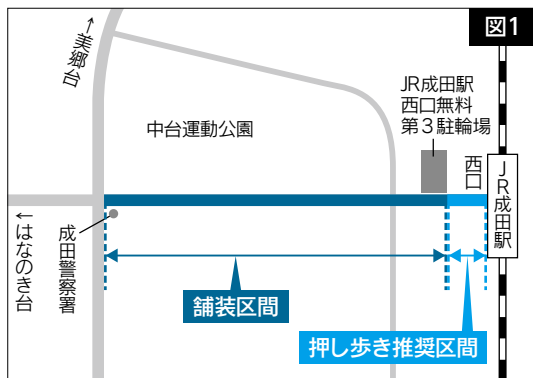 図1
↑美郷台
中台運動公園
JR成田駅
西口無料
第3駐輪場
西口
JR成田駅
←はなのき台
成田警察署
舗装区間
押し歩き推奨区間